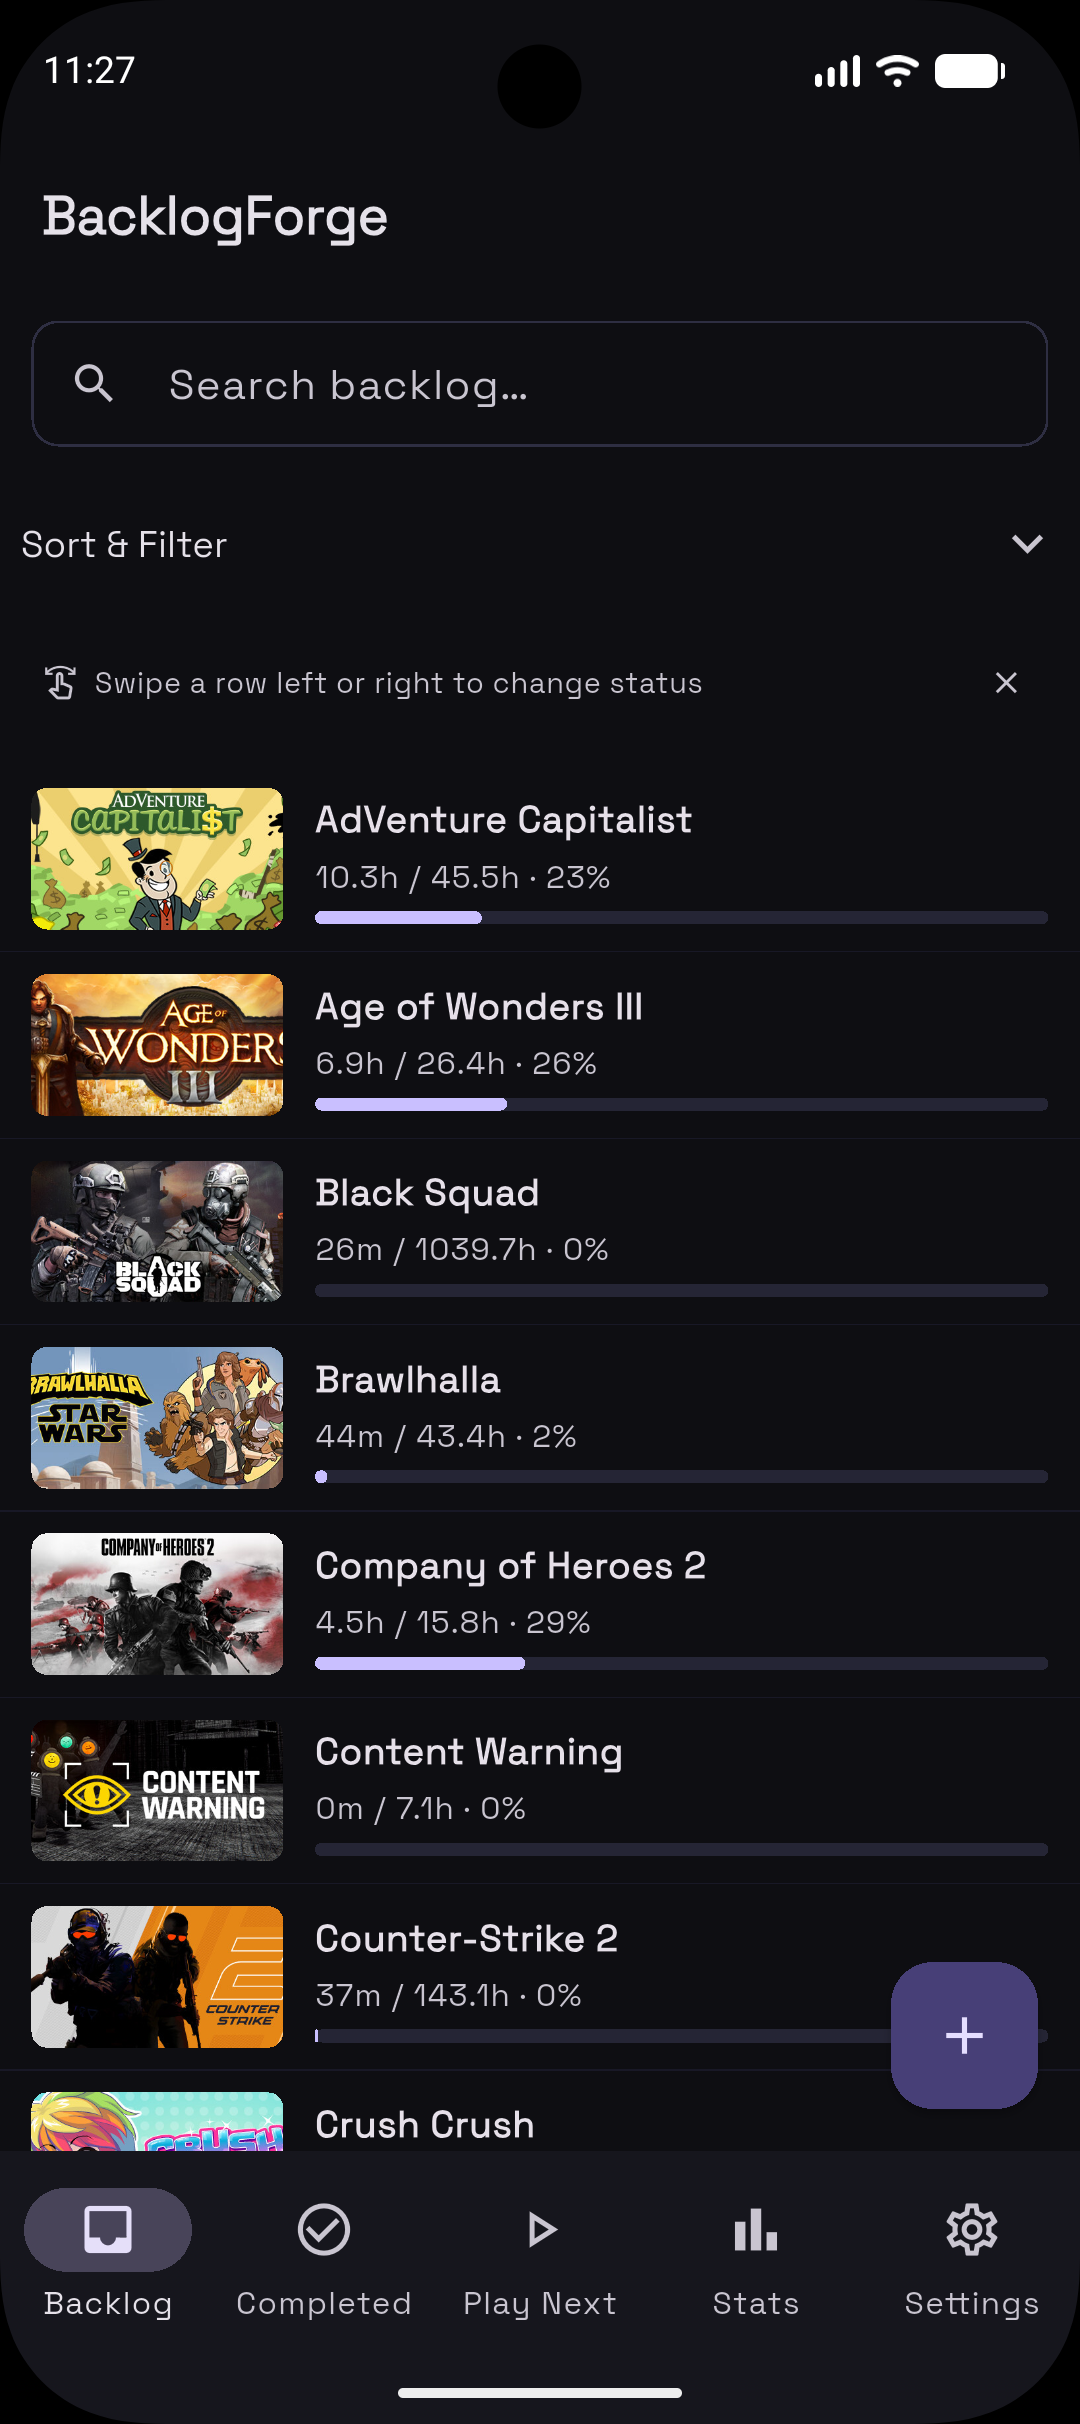 11:27
BacklogForge
Search backlog...
Sort & Filter
Swipe a row left or right to change status
ADVENTURE
CAPITALI$T
AdVenture Capitalist
10.3h / 45.5h · 23%
AGE OF
WONDERS
III
Age of Wonders III
6.9h / 26.4h · 26%
BLACK
SQUAD
Black Squad
26m / 1039.7h · 0%
BRAWLHALLA
STAR
WARS
Brawlhalla
44m / 43.4h · 2%
COMPANY OF HEROES 2
Company of Heroes 2
4.5h / 15.8h · 29%
CONTENT
WARNING
Content Warning
0m / 7.1h · 0%
2
COUNTER
STRIKE
Counter-Strike 2
37m / 143.1h · 0%
CRUSH
Crush Crush
Backlog
Completed
Play Next
Stats
Settings